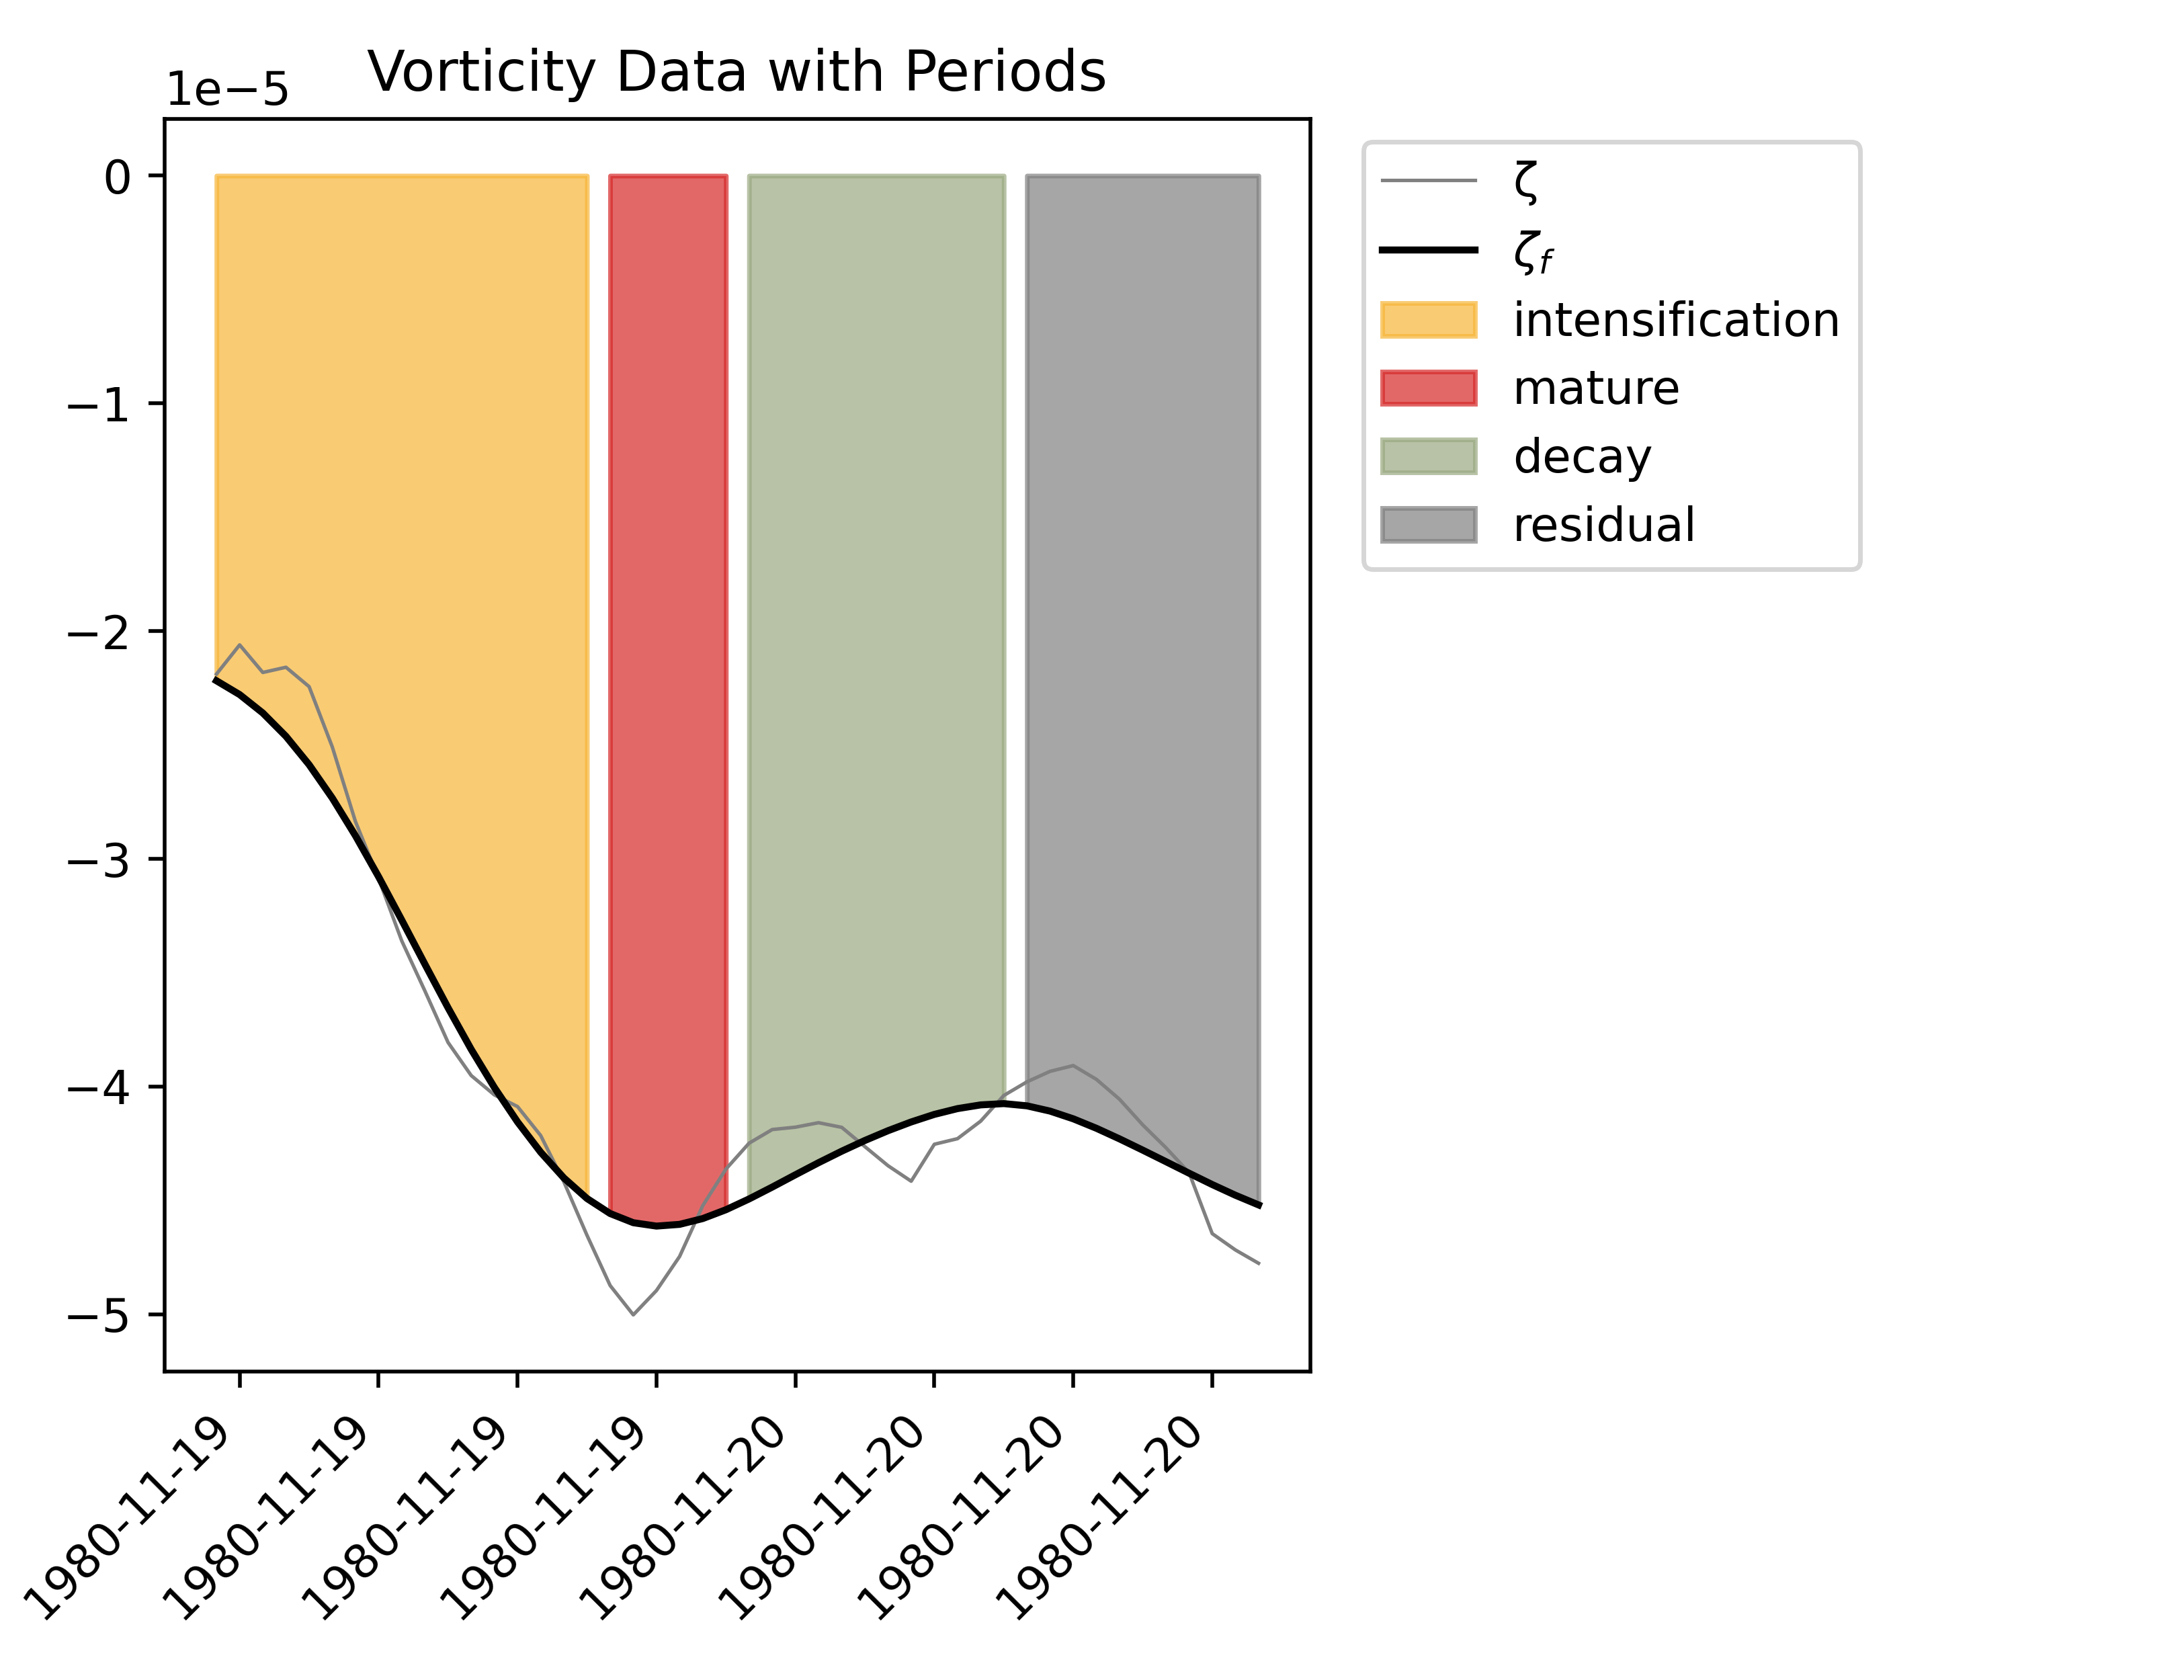 Vorticity Data with Periods
1e−5
0
−1
−2
−3
−4
−5
1980-11-19
1980-11-19
1980-11-19
1980-11-19
1980-11-20
1980-11-20
1980-11-20
1980-11-20
ζ
ζf
intensification
mature
decay
residual